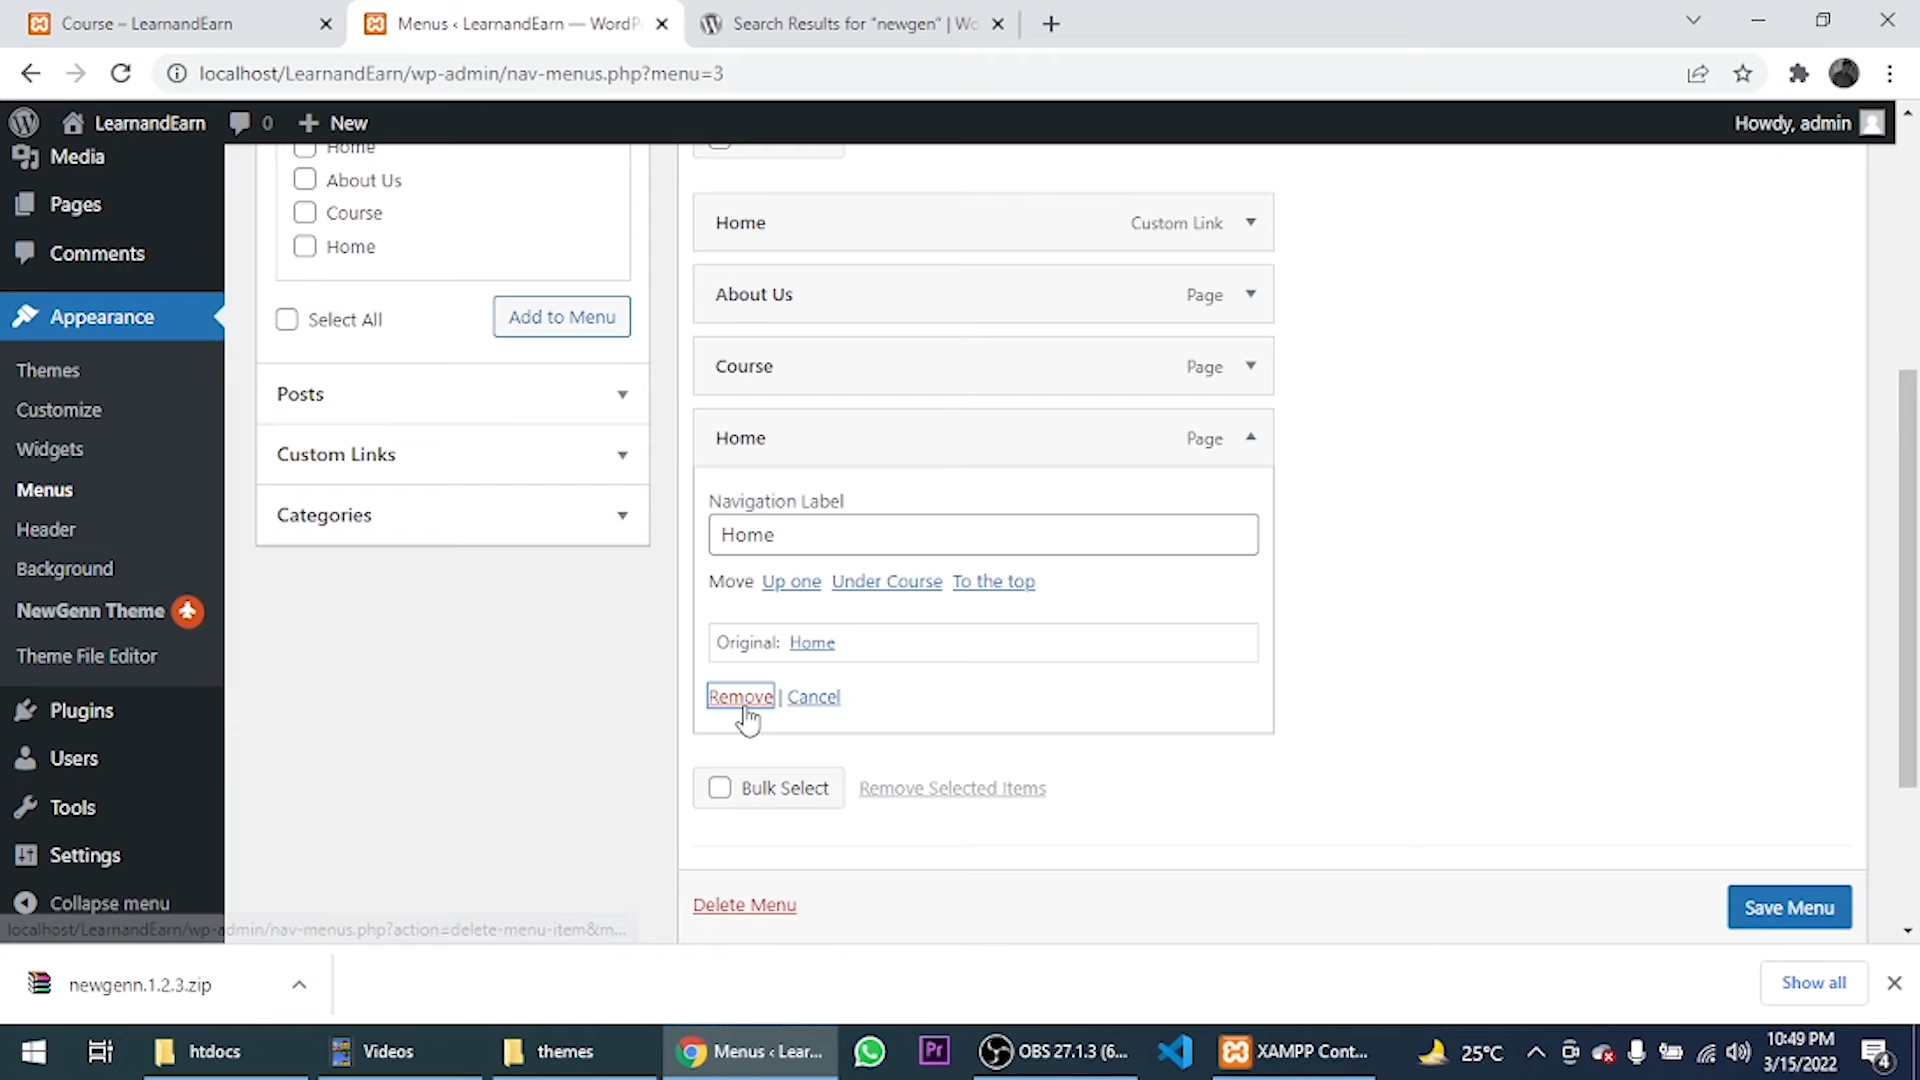 Course – LearnandEarn
Menus ‹ LearnandEarn — WordP
Search Results for "newgen" | Wo
localhost/LearnandEarn/wp-admin/nav-menus.php?menu=3
LearnandEarn
0
New
Howdy, admin
Media
Pages
Comments
Appearance
Themes
Customize
Widgets
Menus
Header
Background
NewGenn Theme
Theme File Editor
Plugins
Users
Tools
Settings
Collapse menu
localhost/LearnandEarn/wp-admin/nav-menus.php?action=delete-menu-item&m...
Home
About Us
Course
Home
Select All
Add to Menu
Posts
Custom Links
Categories
Home Custom Link
About Us Page
Course Page
Home Page
Navigation Label
Home
Move Up one Under Course To the top
Original: Home
Remove | Cancel
Bulk Select Remove Selected Items
Delete Menu
Save Menu
newgenn.1.2.3.zip
Show all
htdocs
Videos
themes
Menus ‹ Lear...
Pr
OBS 27.1.3 (6...
XAMPP Cont...
25°C
10:49 PM
3/15/2022
4